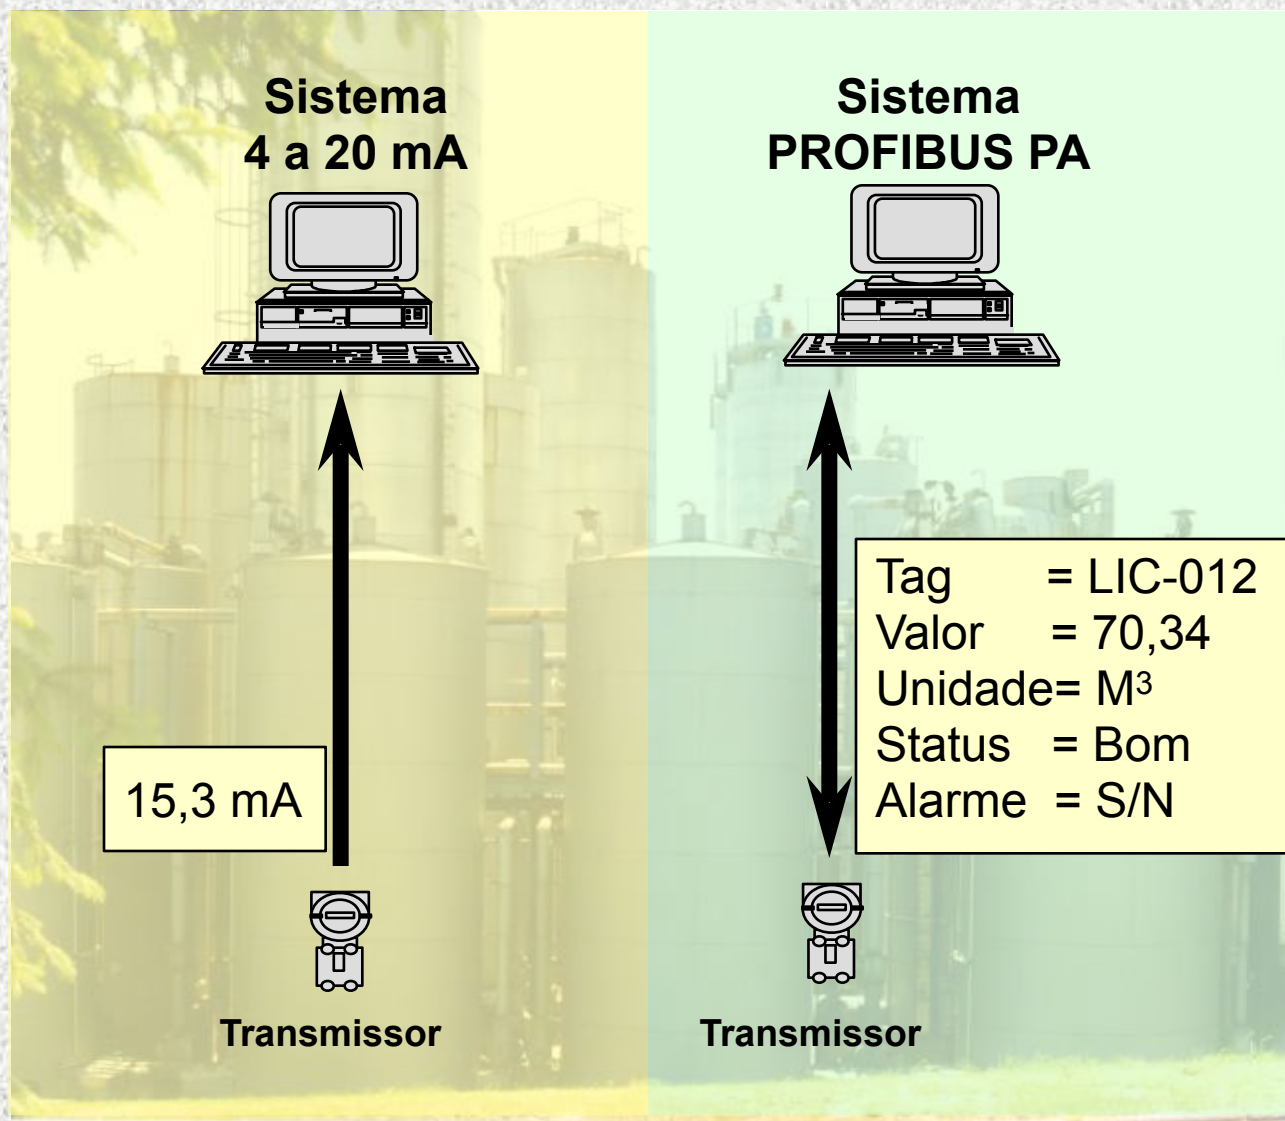 Sistema
4 a 20 mA
15,3 mA
Transmissor
Sistema
PROFIBUS PA
Tag = LIC-012
Valor = 70,34
Unidade= M³
Status = Bom
Alarme = S/N
Transmissor